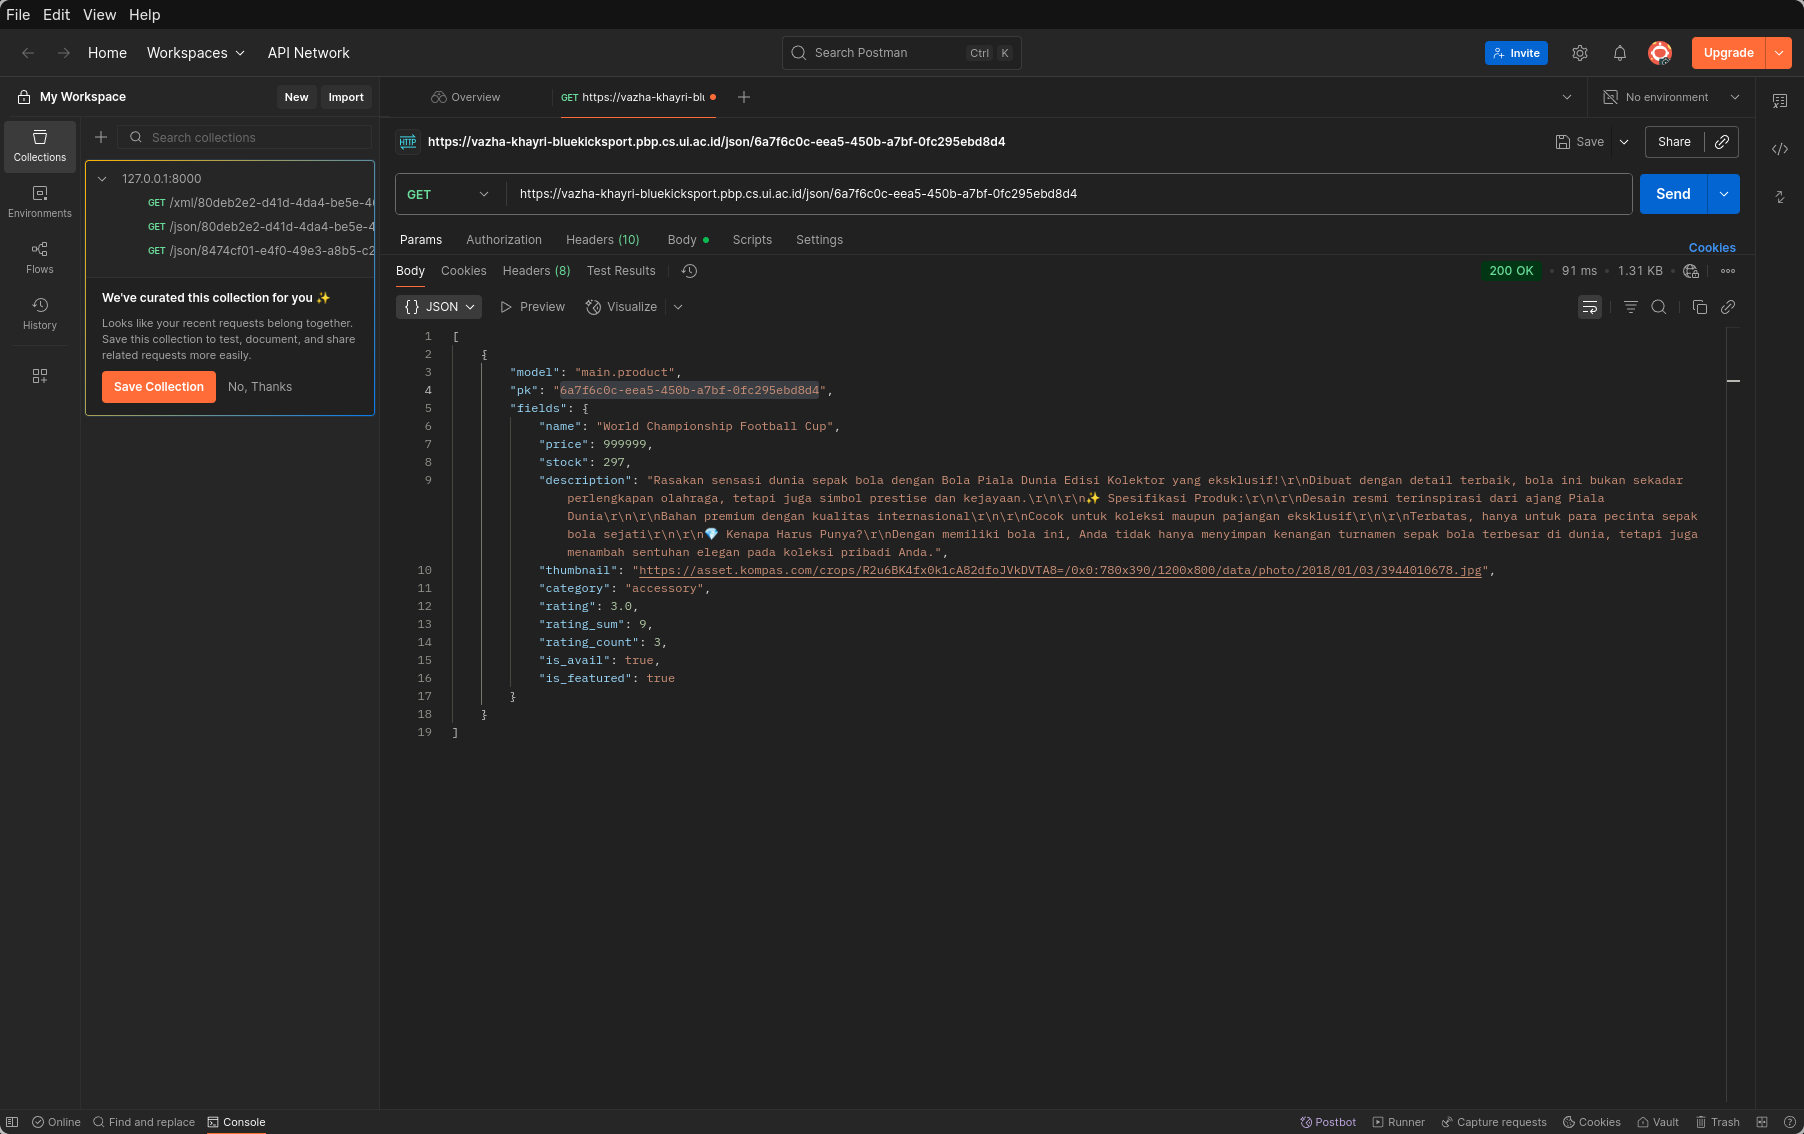 File Edit View Help
Home Workspaces API Network Search Postman Ctrl K Invite Upgrade
My Workspace New Import Overview GET https://vazha-khayri-blu No environment
Search collections
Collections
https://vazha-khayri-bluekicksport.pbp.cs.ui.ac.id/json/6a7f6c0c-eea5-450b-a7bf-0fc295ebd8d4 Save Share
127.0.0.1:8000
GET /xml/80deb2e2-d41d-4da4-be5e-4
GET /json/80deb2e2-d41d-4da4-be5e-4
GET /json/8474cf01-e4f0-49e3-a8b5-c2
Environments
Flows
History
We've curated this collection for you ✨
Looks like your recent requests belong together.
Save this collection to test, document, and share
related requests more easily.
Save Collection No, Thanks
GET https://vazha-khayri-bluekicksport.pbp.cs.ui.ac.id/json/6a7f6c0c-eea5-450b-a7bf-0fc295ebd8d4 Send
Params Authorization Headers (10) Body Scripts Settings Cookies
Body Cookies Headers (8) Test Results 200 OK 91 ms 1.31 KB
{} JSON Preview Visualize
1 [
2 {
3 "model": "main.product",
4 "pk": "6a7f6c0c-eea5-450b-a7bf-0fc295ebd8d4",
5 "fields": {
6 "name": "World Championship Football Cup",
7 "price": 999999,
8 "stock": 297,
9 "description": "Rasakan sensasi dunia sepak bola dengan Bola Piala Dunia Edisi Kolektor yang eksklusif!\r\nDibuat dengan detail terbaik, bola ini bukan sekadar
perlengkapan olahraga, tetapi juga simbol prestise dan kejayaan.\r\n\r\n✨ Spesifikasi Produk:\r\n\r\nDesain resmi terinspirasi dari ajang Piala
Dunia\r\n\r\nBahan premium dengan kualitas internasional\r\n\r\nCocok untuk koleksi maupun pajangan eksklusif\r\n\r\nTerbatas, hanya untuk para pecinta sepak
bola sejati\r\n\r\n💎 Kenapa Harus Punya?\r\nDengan memiliki bola ini, Anda tidak hanya menyimpan kenangan turnamen sepak bola terbesar di dunia, tetapi juga
menambah sentuhan elegan pada koleksi pribadi Anda.",
10 "thumbnail": "https://asset.kompas.com/crops/R2u6BK4fx0k1cA82dfoJVkDVTA8=/0x0:780x390/1200x800/data/photo/2018/01/03/3944010678.jpg",
11 "category": "accessory",
12 "rating": 3.0,
13 "rating_sum": 9,
14 "rating_count": 3,
15 "is_avail": true,
16 "is_featured": true
17 }
18 }
19 ]
Online Find and replace Console Postbot Runner Capture requests Cookies Vault Trash